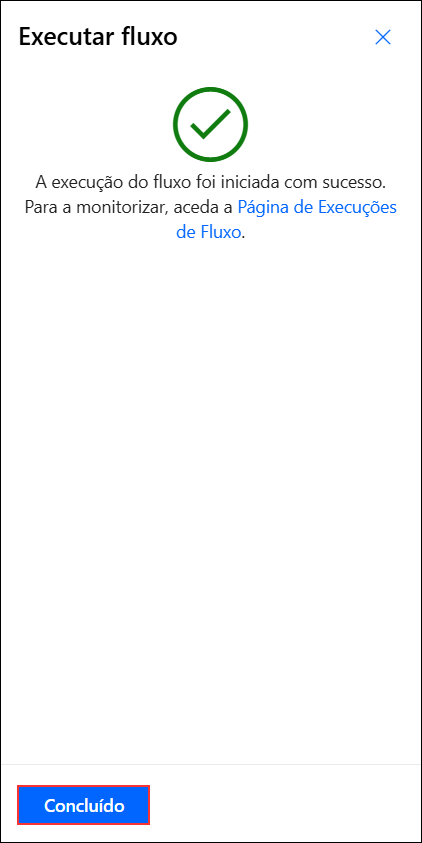 Executar fluxo
A execução do fluxo foi iniciada com sucesso.
Para a monitorizar, aceda a Página de Execuções
de Fluxo.
Concluído